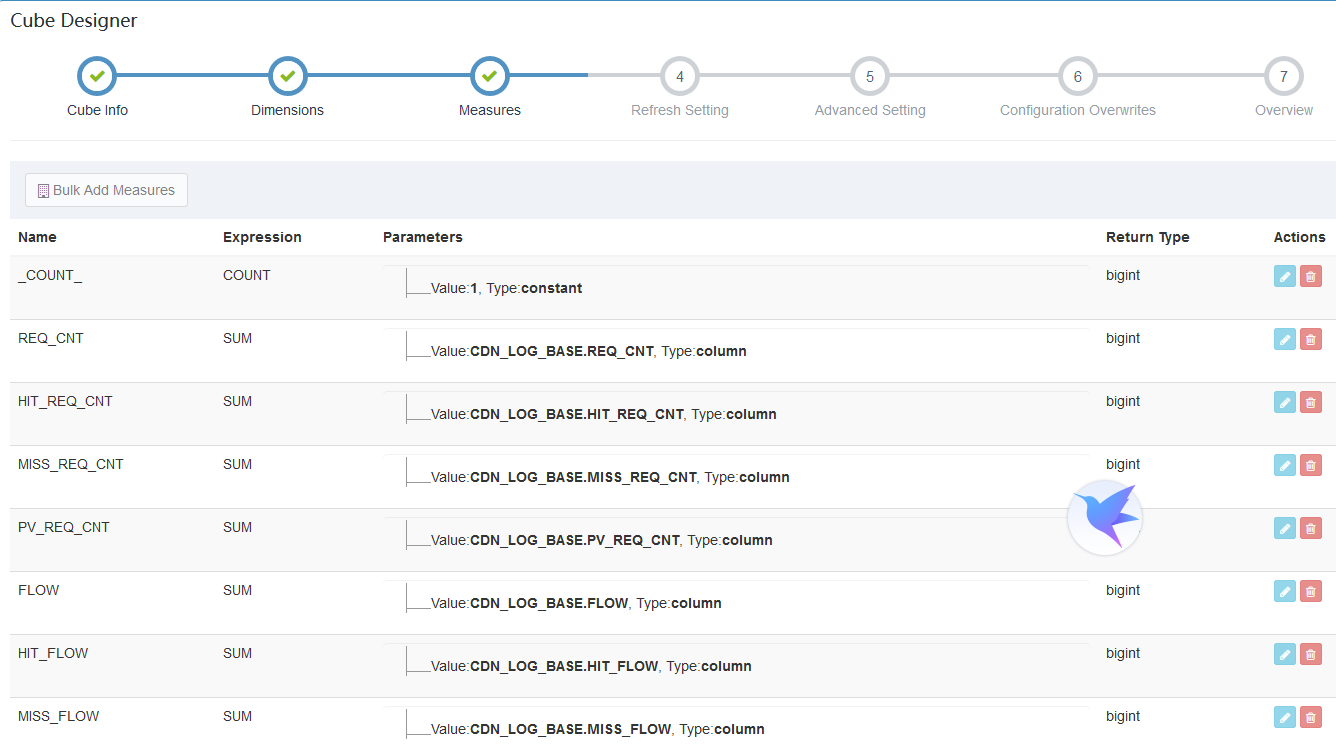 Cube Designer
4 5 6 7
Cube Info Dimensions Measures Refresh Setting Advanced Setting Configuration Overwrites Overview
Bulk Add Measures
Name Expression Parameters Return Type Actions
_COUNT_ COUNT bigint
Value:1, Type:constant
REQ_CNT SUM bigint
Value:CDN_LOG_BASE.REQ_CNT, Type:column
HIT_REQ_CNT SUM bigint
Value:CDN_LOG_BASE.HIT_REQ_CNT, Type:column
MISS_REQ_CNT SUM bigint
Value:CDN_LOG_BASE.MISS_REQ_CNT, Type:column
PV_REQ_CNT SUM
Value:CDN_LOG_BASE.PV_REQ_CNT, Type:column
FLOW SUM bigint
Value:CDN_LOG_BASE.FLOW, Type:column
HIT_FLOW SUM bigint
Value:CDN_LOG_BASE.HIT_FLOW, Type:column
MISS_FLOW SUM bigint
Value:CDN_LOG_BASE.MISS_FLOW, Type:column